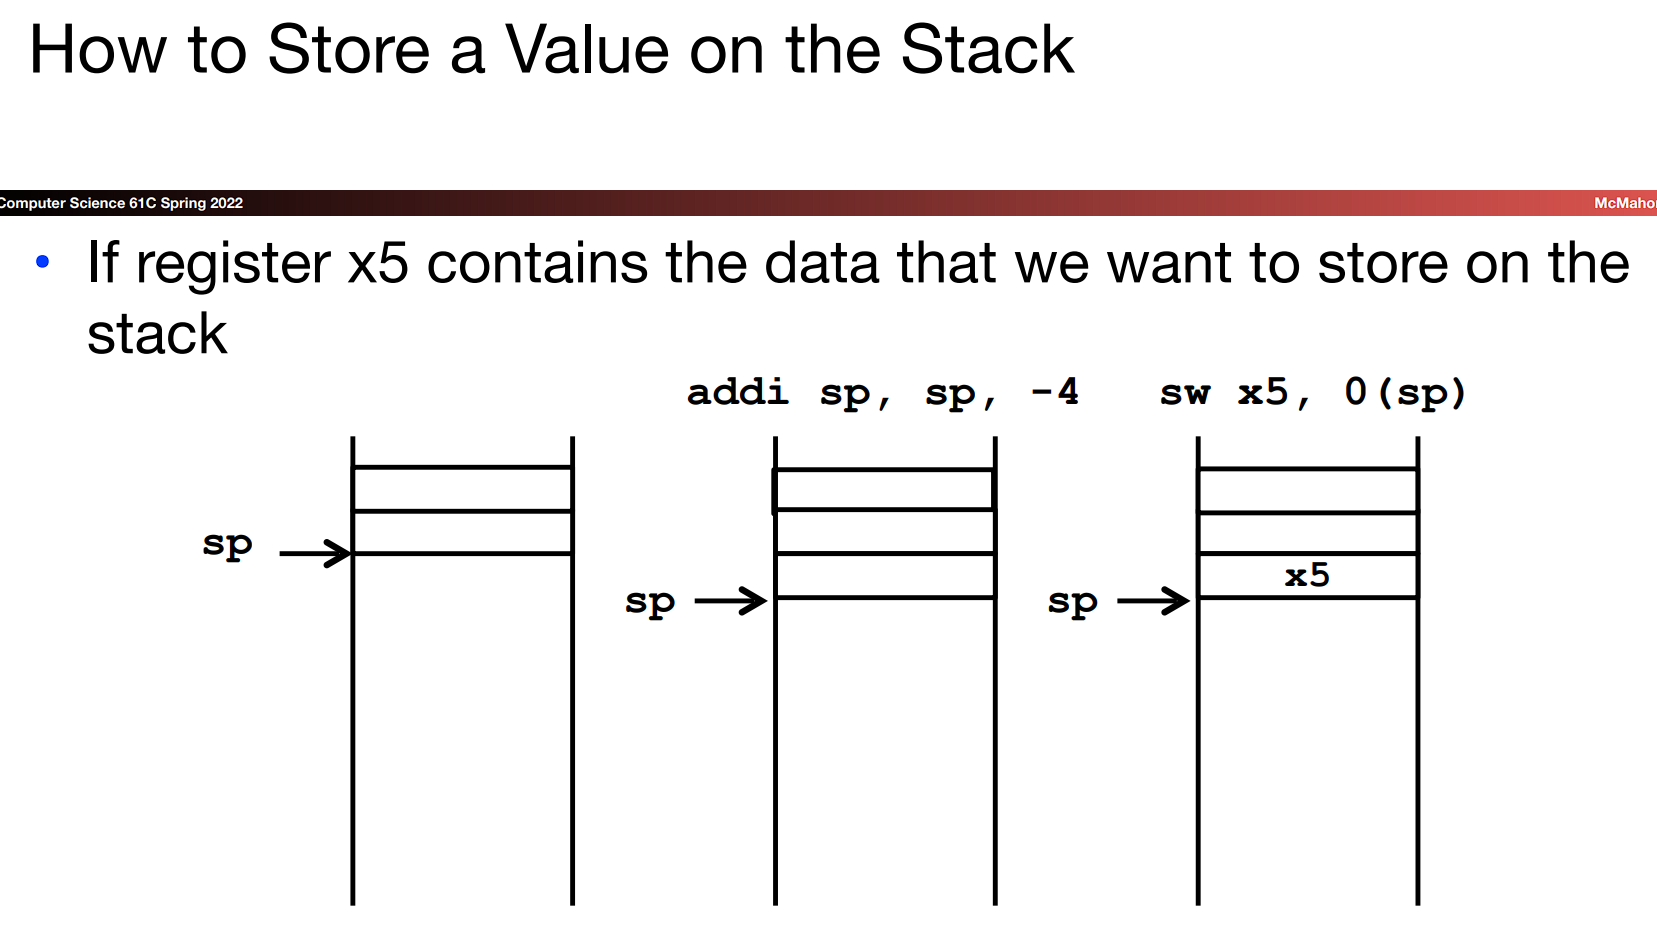 How to Store a Value on the Stack
Computer Science 61C Spring 2022
McMaho
• If register x5 contains the data that we want to store on the
stack
addi sp, sp, -4
sw x5, 0(sp)
sp
sp
sp
x5